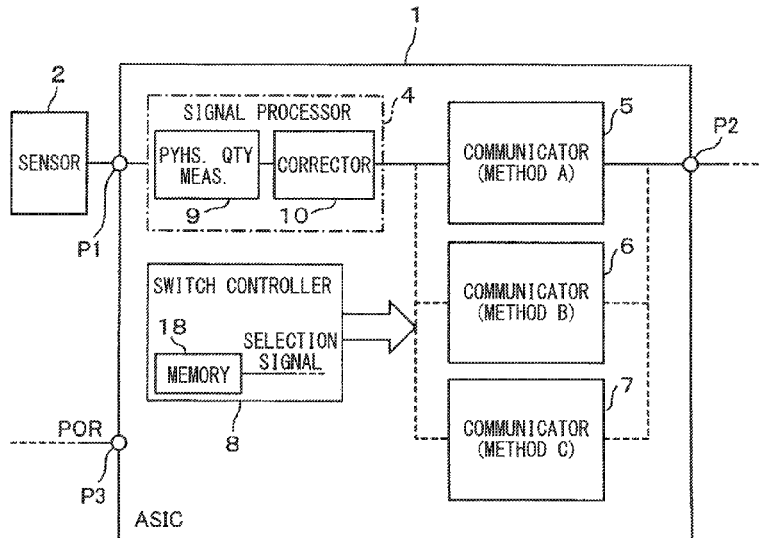 1
2
SENSOR
P1
SIGNAL PROCESSOR
4
PYHS. QTY
MEAS.
9
CORRECTOR
10
COMMUNICATOR
(METHOD A)
5
P2
SWITCH CONTROLLER
18
MEMORY
SELECTION
SIGNAL
8
COMMUNICATOR
(METHOD B)
6
COMMUNICATOR
(METHOD C)
7
POR
P3
ASIC